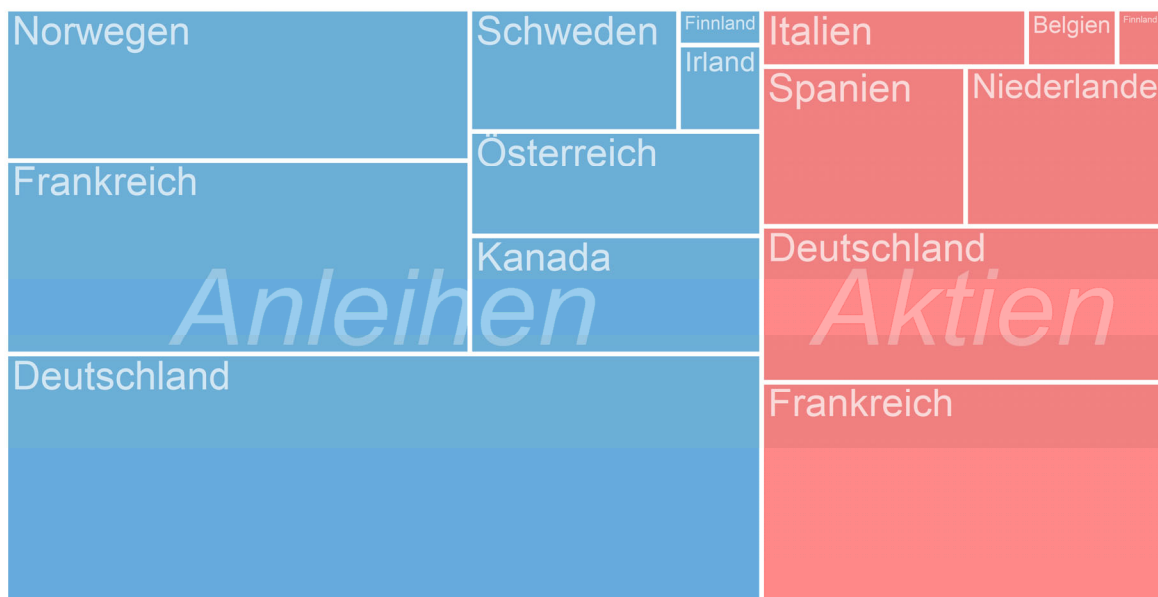 Norwegen
Schweden
Finnland
Irland
Österreich
Frankreich
Kanada
Anleihen
Deutschland
Italien
Belgien
Finnland
Spanien
Niederlande
Deutschland
Aktien
Frankreich